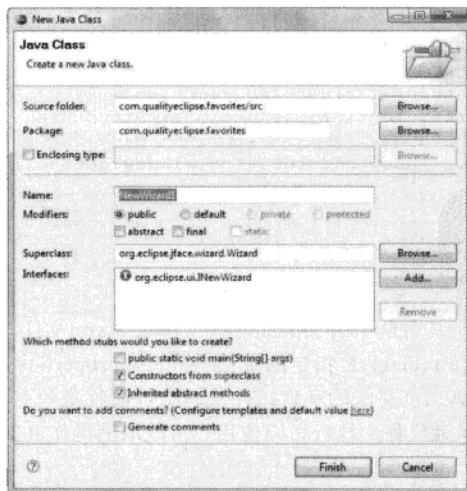 New Java Class
Java Class
Create a new Java class.
Source folder: com.qualityeclipse.favorites/src Browse...
Package: com.qualityeclipse.favorites Browse...
Enclosing type: Browse...
Name: NewWizard1
Modifiers: public default private protected
abstract final static
Superclass: org.eclipse.jface.wizard.Wizard Browse...
Interfaces: org.eclipse.ui.INewWizard Add...
Remove
Which method stubs would you like to create?
public static void main(String[] args)
Constructors from superclass
Inherited abstract methods
Do you want to add comments? (Configure templates and default value here)
Generate comments
Finish Cancel